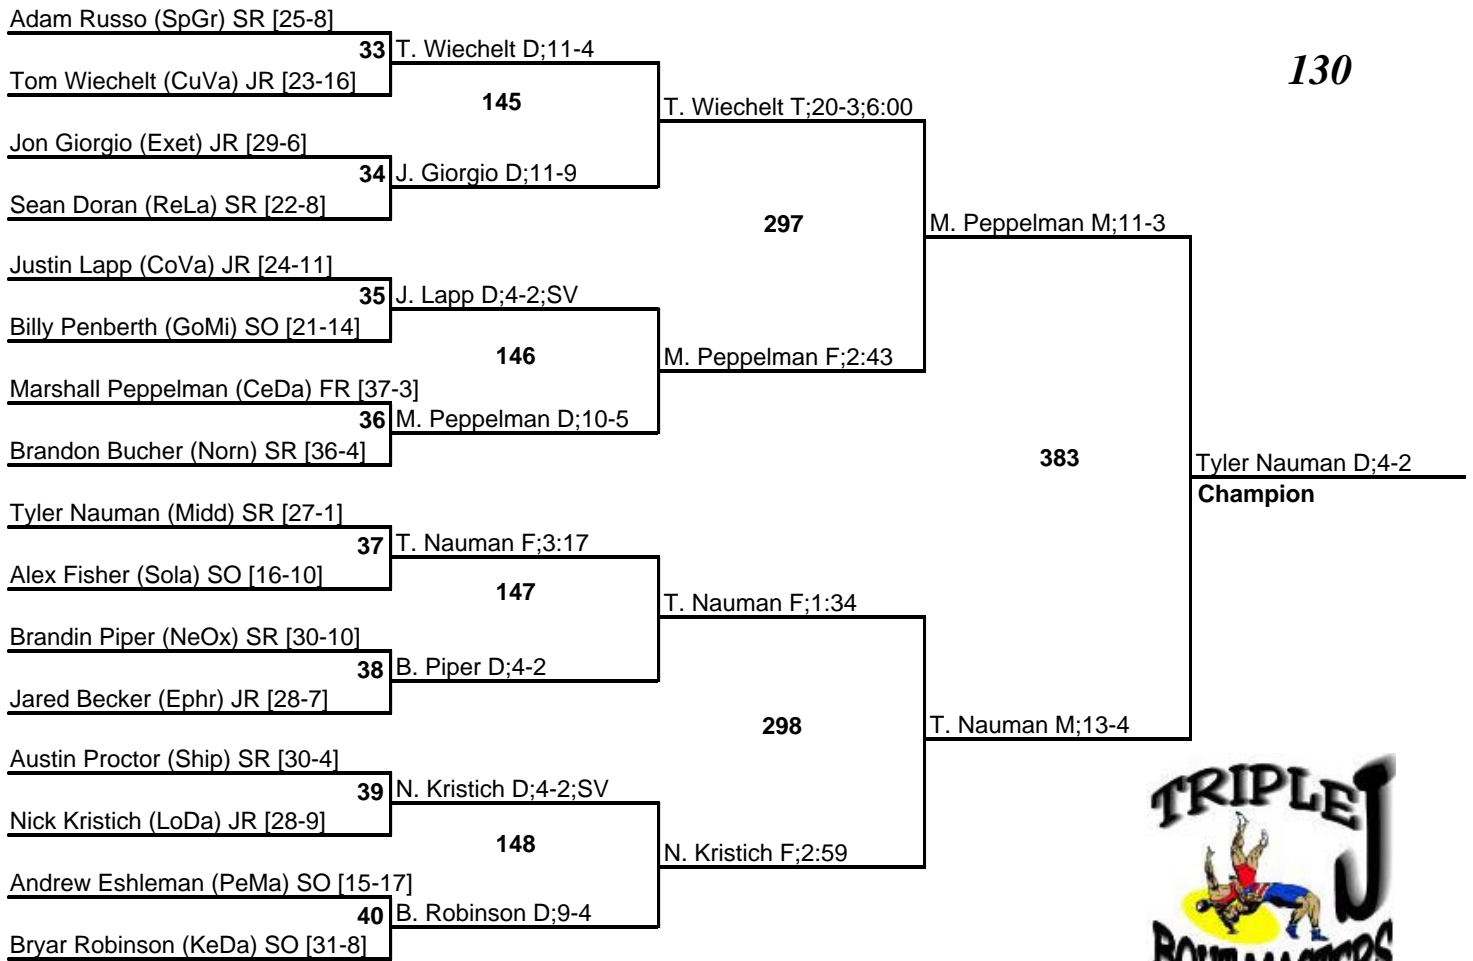 Adam Russo (SpGr) SR [25-8]
33 T. Wiechelt D;11-4
130
Tom Wiechelt (CuVa) JR [23-16]
145
T. Wiechelt T;20-3;6:00
Jon Giorgio (Exet) JR [29-6]
34 J. Giorgio D;11-9
Sean Doran (ReLa) SR [22-8]
297
M. Peppelman M;11-3
Justin Lapp (CoVa) JR [24-11]
35 J. Lapp D;4-2;SV
Billy Penberth (GoMi) SO [21-14]
146
M. Peppelman F;2:43
Marshall Peppelman (CeDa) FR [37-3]
36 M. Peppelman D;10-5
Brandon Bucher (Norn) SR [36-4]
383
Tyler Nauman D;4-2
Champion
Tyler Nauman (Midd) SR [27-1]
37 T. Nauman F;3:17
Alex Fisher (Sola) SO [16-10]
147
T. Nauman F;1:34
Brandin Piper (NeOx) SR [30-10]
38 B. Piper D;4-2
Jared Becker (Ephr) JR [28-7]
298
T. Nauman M;13-4
Austin Proctor (Ship) SR [30-4]
39 N. Kristich D;4-2;SV
Nick Kristich (LoDa) JR [28-9]
148
N. Kristich F;2:59
Andrew Eshleman (PeMa) SO [15-17]
40 B. Robinson D;9-4
Bryar Robinson (KeDa) SO [31-8]
TRIPLE J
BOUT MASTERS